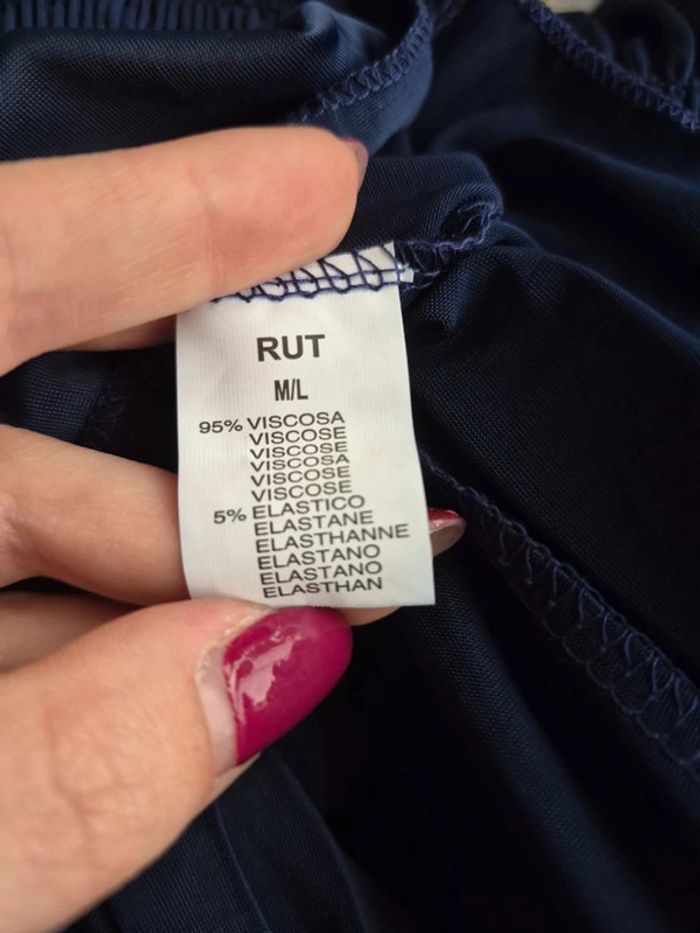 RUT
M/L
95% VISCOSA
VISCOSE
VISCOSE
VISCOSA
VISCOSE
VISCOSE
5% ELASTICO
ELASTANE
ELASTHANNE
ELASTANO
ELASTANO
ELASTHAN